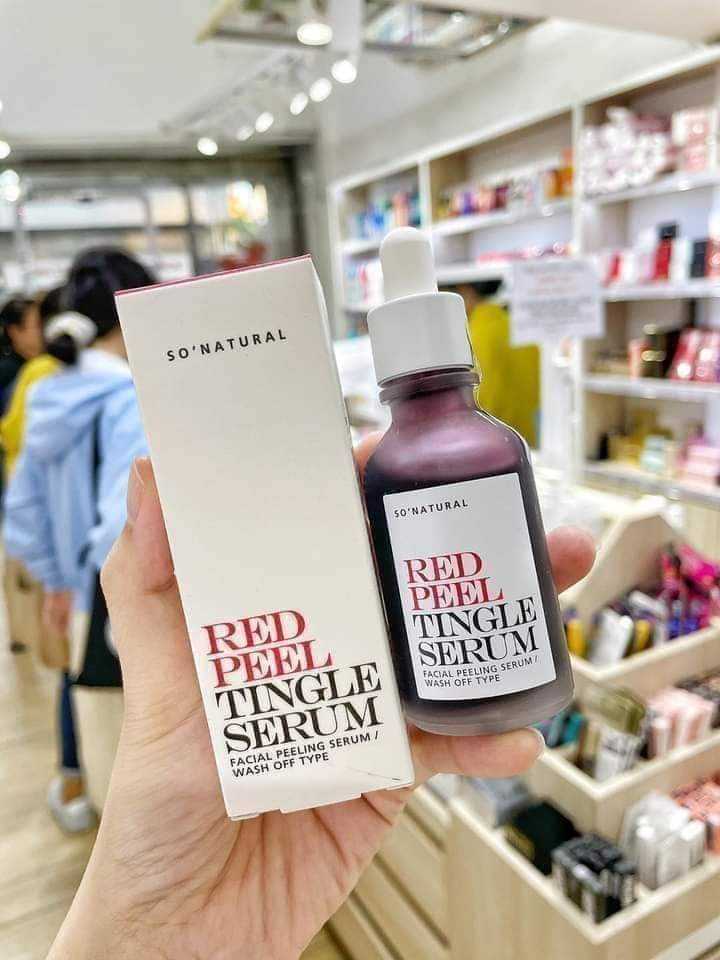 SO'NATURAL
RED
PEEL
TINGLE
SERUM
FACIAL PEELING SERUM /
WASH OFF TYPE
SO'NATURAL
RED
PEEL
TINGLE
SERUM
FACIAL PEELING SERUM /
WASH OFF TYPE